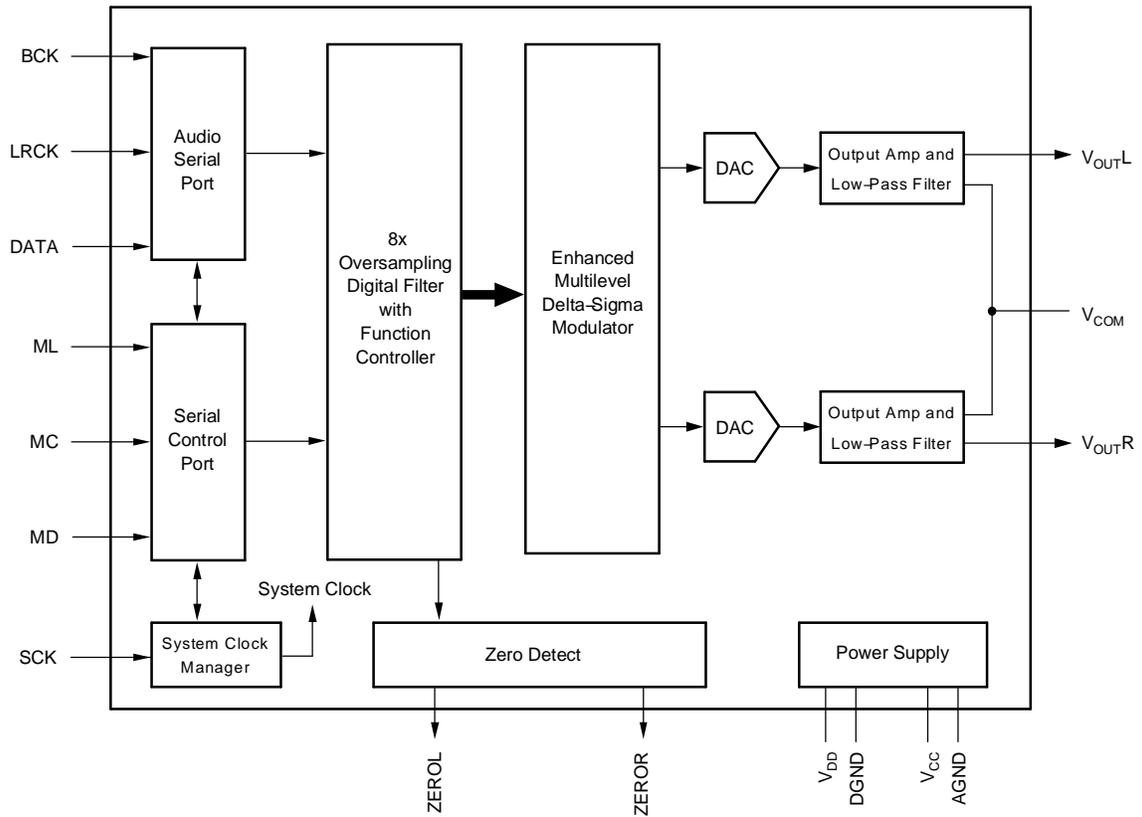 BCK
LRCK
DATA
ML
MC
MD
SCK
Audio
Serial
Port
Serial
Control
Port
System Clock
Manager
System Clock
8x
Oversampling
Digital Filter
with
Function
Controller
Enhanced
Multilevel
Delta–Sigma
Modulator
DAC
Output Amp and
Low–Pass Filter
VOUTL
VCOM
DAC
Output Amp and
Low–Pass Filter
VOUTR
Zero Detect
Power Supply
ZEROL
ZEROR
VDD
DGND
VCC
AGND